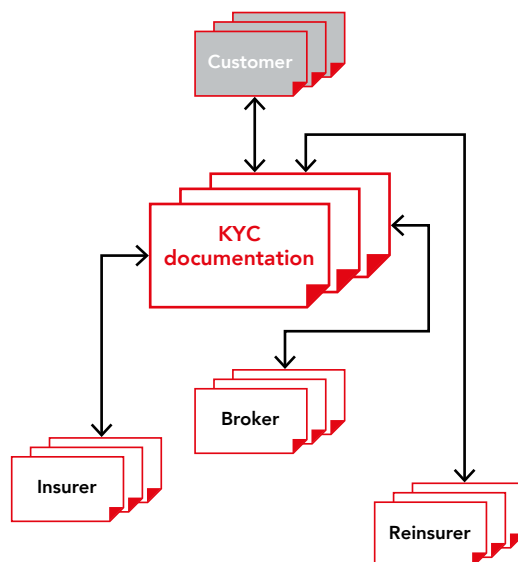 Customer
KYC
documentation
Broker
Insurer
Reinsurer